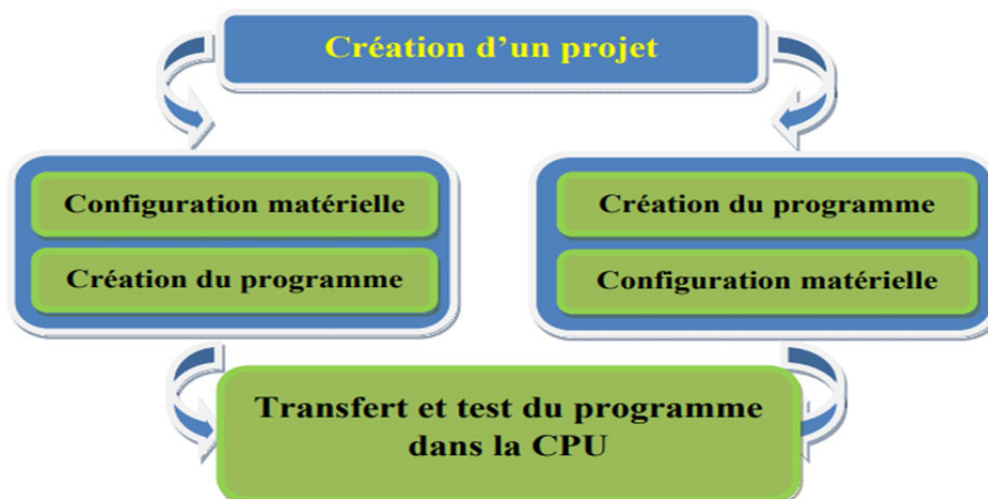 Création d'un projet
Configuration matérielle
Création du programme
Création du programme
Configuration matérielle
Transfert et test du programme
dans la CPU